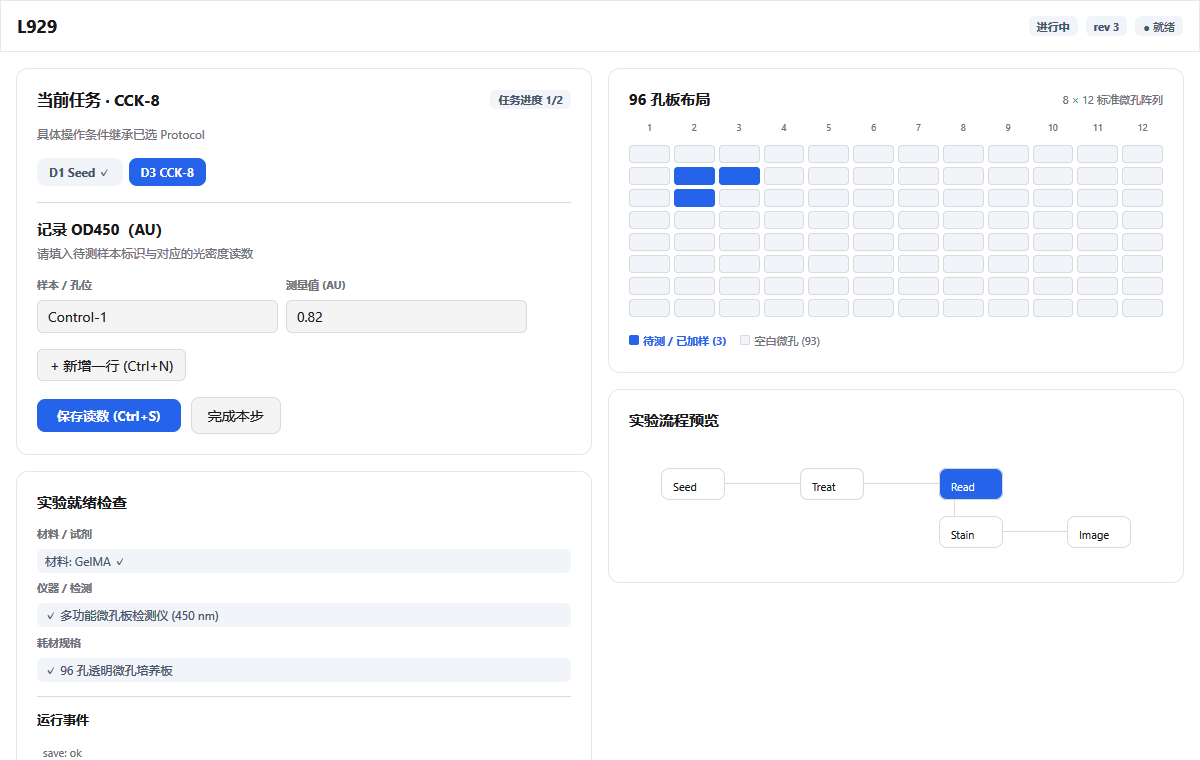 L929
进行中
rev 3
● 就绪
当前任务 · CCK-8
任务进度 1/2
具体操作条件继承已选 Protocol
D1 Seed ✓
D3 CCK-8
记录 OD450（AU）
请填入待测样本标识与对应的光密度读数
样本 / 孔位
测量值 (AU)
Control-1
0.82
+ 新增一行 (Ctrl+N)
保存读数 (Ctrl+S)
完成本步
实验就绪检查
材料 / 试剂
材料: GelMA ✓
仪器 / 检测
✓ 多功能微孔板检测仪 (450 nm)
耗材规格
✓ 96 孔透明微孔培养板
运行事件
save: ok
96 孔板布局
8 × 12 标准微孔阵列
1 2 3 4 5 6 7 8 9 10 11 12
待测 / 已加样 (3)
空白微孔 (93)
实验流程预览
Seed
Treat
Read
Stain
Image